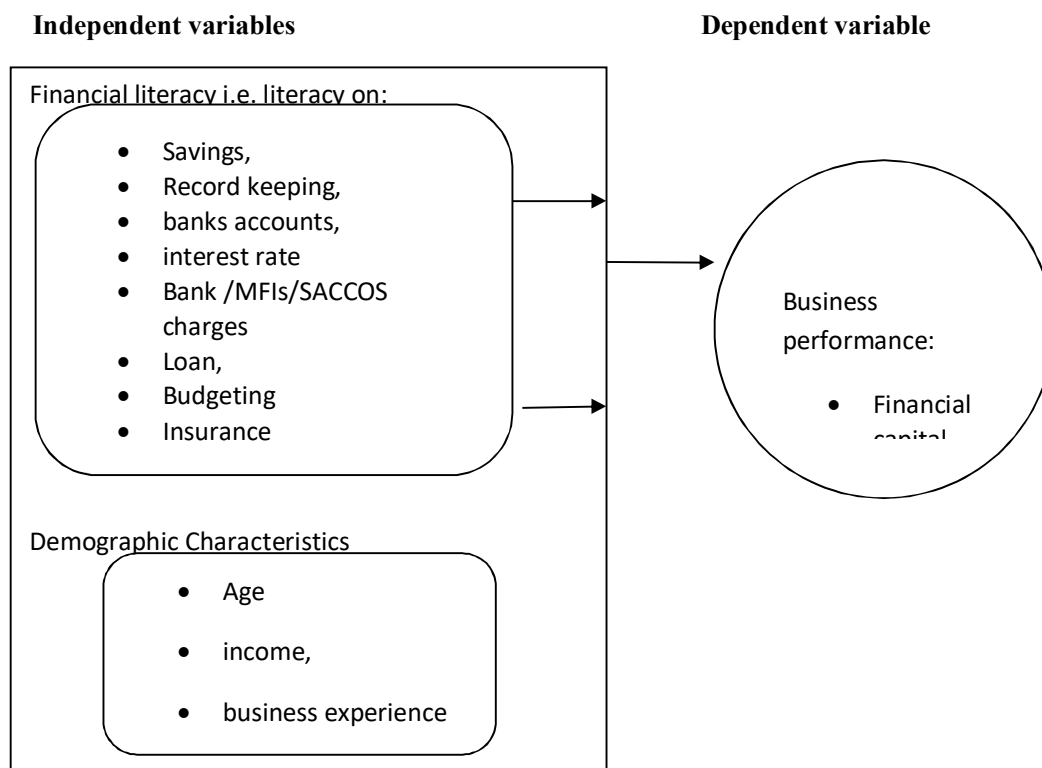 Independent variables
Dependent variable
Financial literacy i.e. literacy on:
• Savings,
• Record keeping,
• banks accounts,
• interest rate
• Bank /MFIs/SACCOS
charges
• Loan,
• Budgeting
• Insurance
Demographic Characteristics
• Age
• income,
• business experience
Business
performance:
• Financial
capital